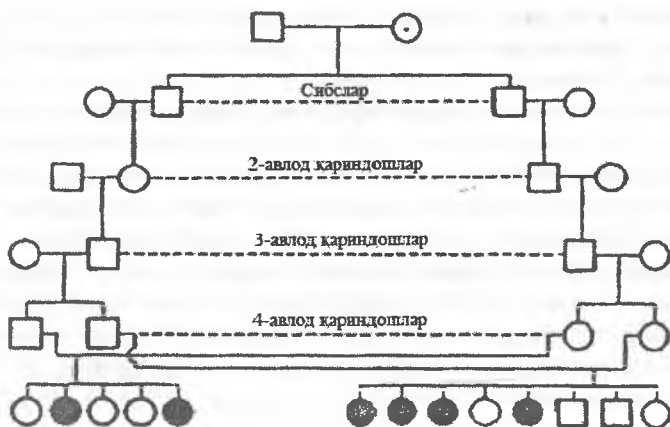 Сибслар
2-авлод қариндошлар
3-авлод қариндошлар
4-авлод қариндошлар